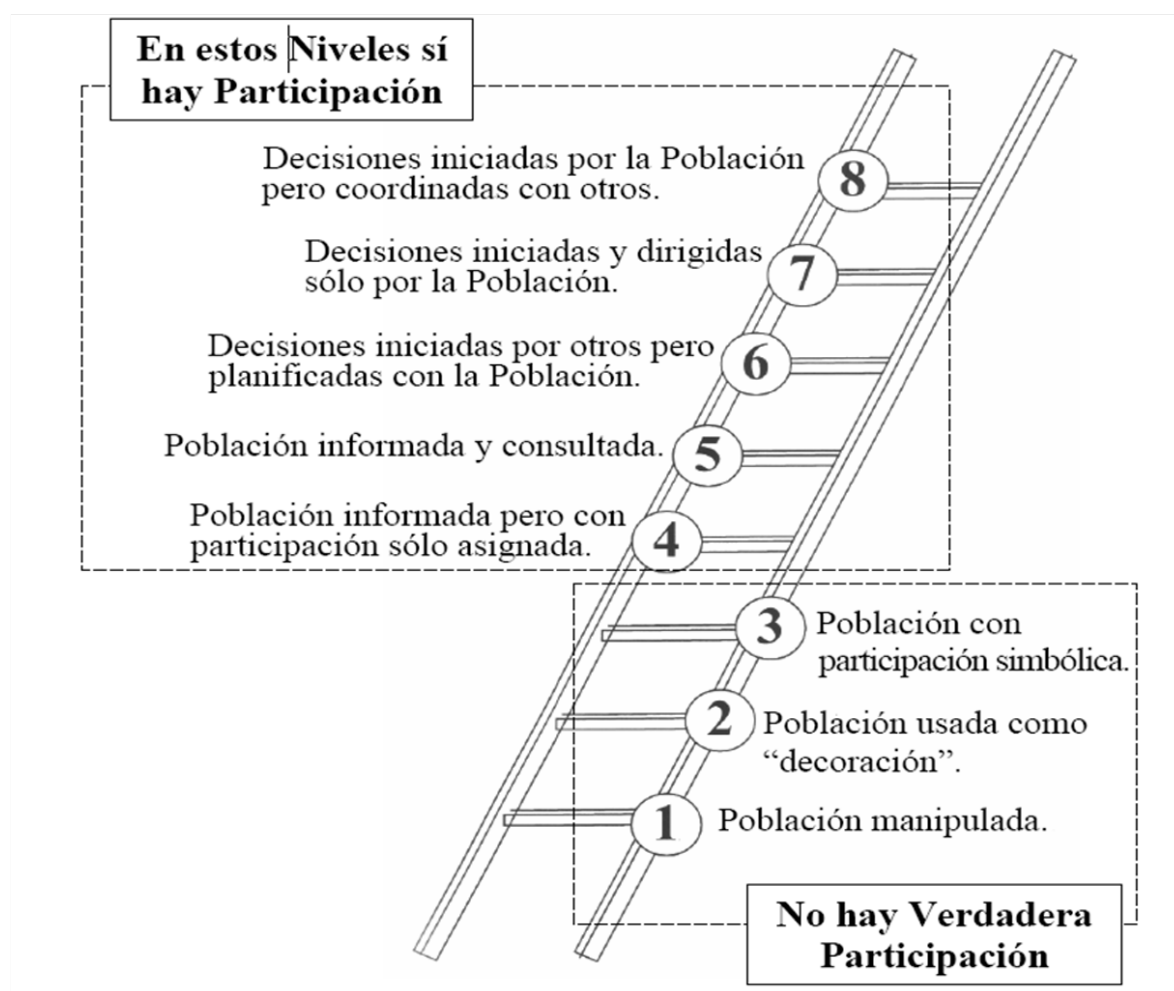 En estos Niveles sí
hay Participación
Decisiones iniciadas por la Población
pero coordinadas con otros.
8
Decisiones iniciadas y dirigidas
sólo por la Población.
7
Decisiones iniciadas por otros pero
planificadas con la Población.
6
Población informada y consultada.
5
Población informada pero con
participación sólo asignada.
4
3
Población con
participación simbólica.
2
Población usada como
“decoración”.
1
Población manipulada.
No hay Verdadera
Participación